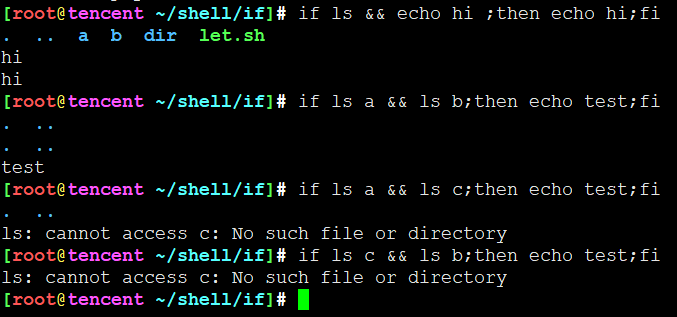 [root@tencent ~/shell/if]# if ls && echo hi ;then echo hi;fi
.  ..  a  b  dir  let.sh
hi
hi
[root@tencent ~/shell/if]# if ls a && ls b;then echo test;fi
.  ..
.  ..
test
[root@tencent ~/shell/if]# if ls a && ls c;then echo test;fi
.  ..
ls: cannot access c: No such file or directory
[root@tencent ~/shell/if]# if ls c && ls b;then echo test;fi
ls: cannot access c: No such file or directory
[root@tencent ~/shell/if]#